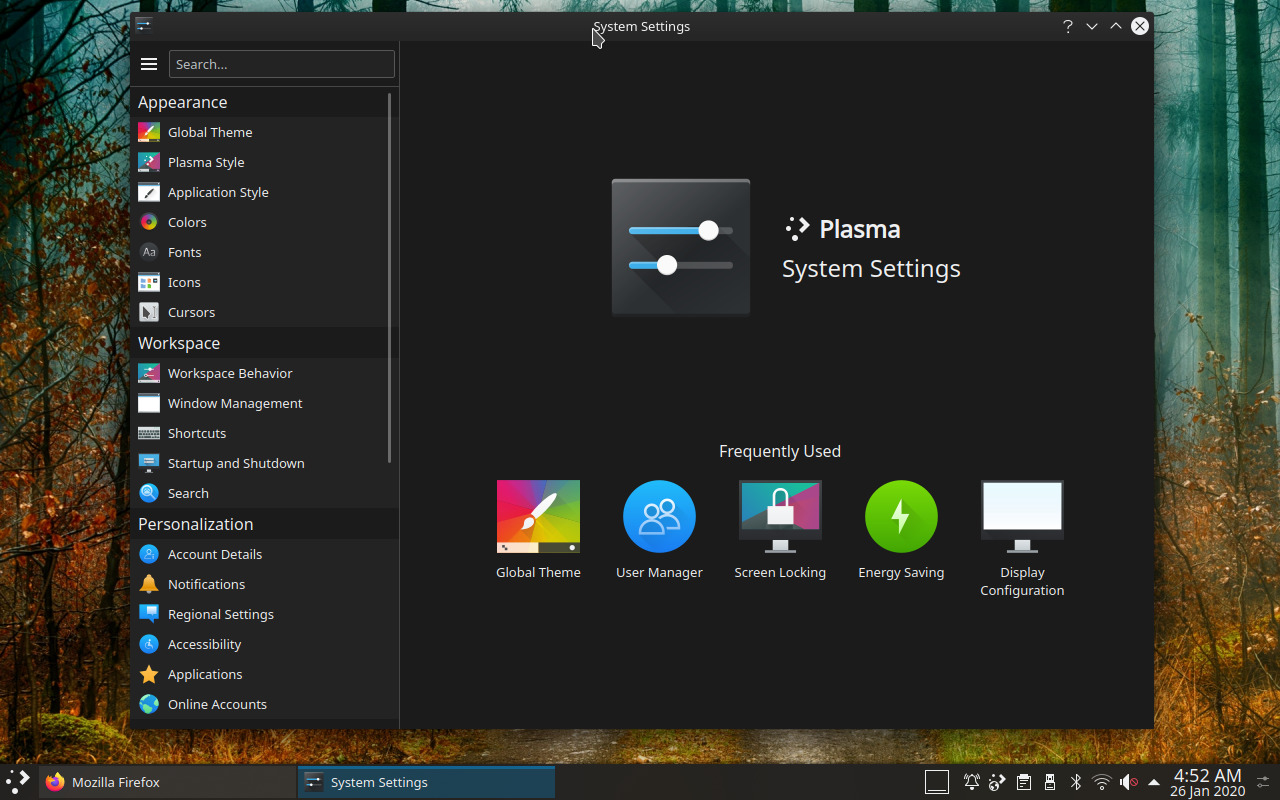 System Settings
Search...
Appearance
Global Theme
Plasma Style
Application Style
Colors
Aa Fonts
Icons
Cursors
Workspace
Workspace Behavior
Window Management
Shortcuts
Startup and Shutdown
Search
Personalization
Account Details
Notifications
Regional Settings
Accessibility
Applications
Online Accounts
Plasma
System Settings
Frequently Used
Global Theme
User Manager
Screen Locking
Energy Saving
Display
Configuration
Mozilla Firefox
System Settings
4:52 AM
26 Jan 2020